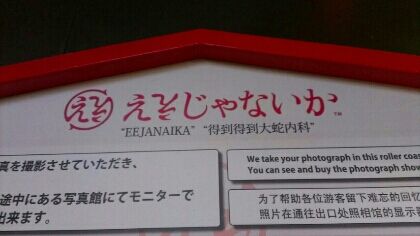 ええ えゞじゃないか™
"EEJANAIKA" "得到得到大蛇内科"
真を撮影させていただき、
途中にある写真館にてモニターで
出来ます。
We take your photograph in this roller coas
You can see and buy the photograph show
为了帮助各位游客留下难忘的回忆
照片在通往出口处照相馆的显示